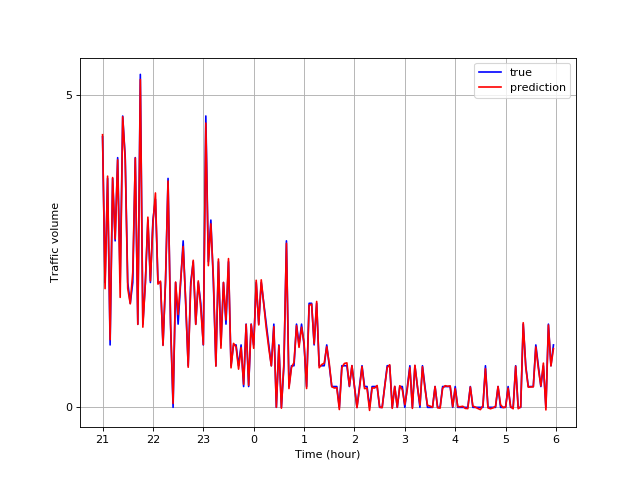 true
prediction
5
0
Traffic volume
21 22 23 0 1 2 3 4 5 6
Time (hour)